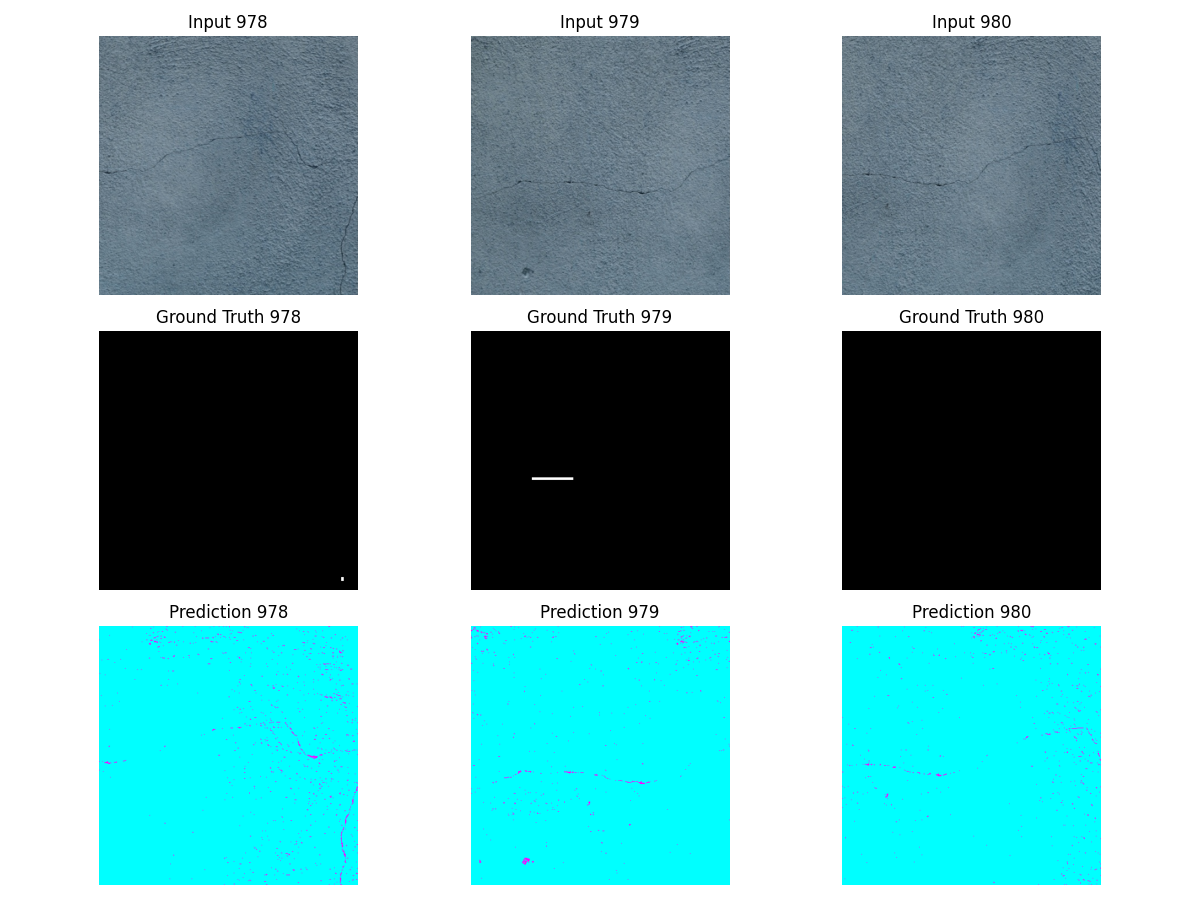 Input 978
Input 979
Input 980
Ground Truth 978
Ground Truth 979
Ground Truth 980
Prediction 978
Prediction 979
Prediction 980